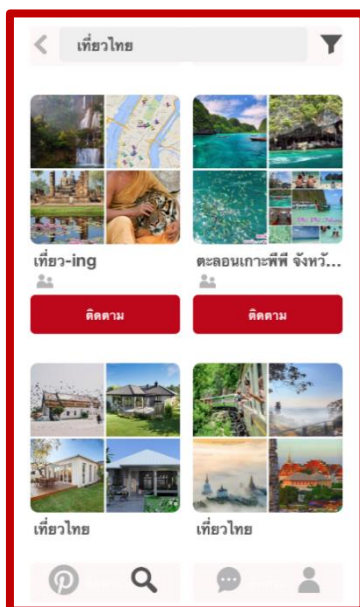 เที่ยวไทย
เที่ยว-ing
ตะลอนเกาะพีพี จังหวั...
ติดตาม
ติดตาม
เที่ยวไทย
เที่ยวไทย